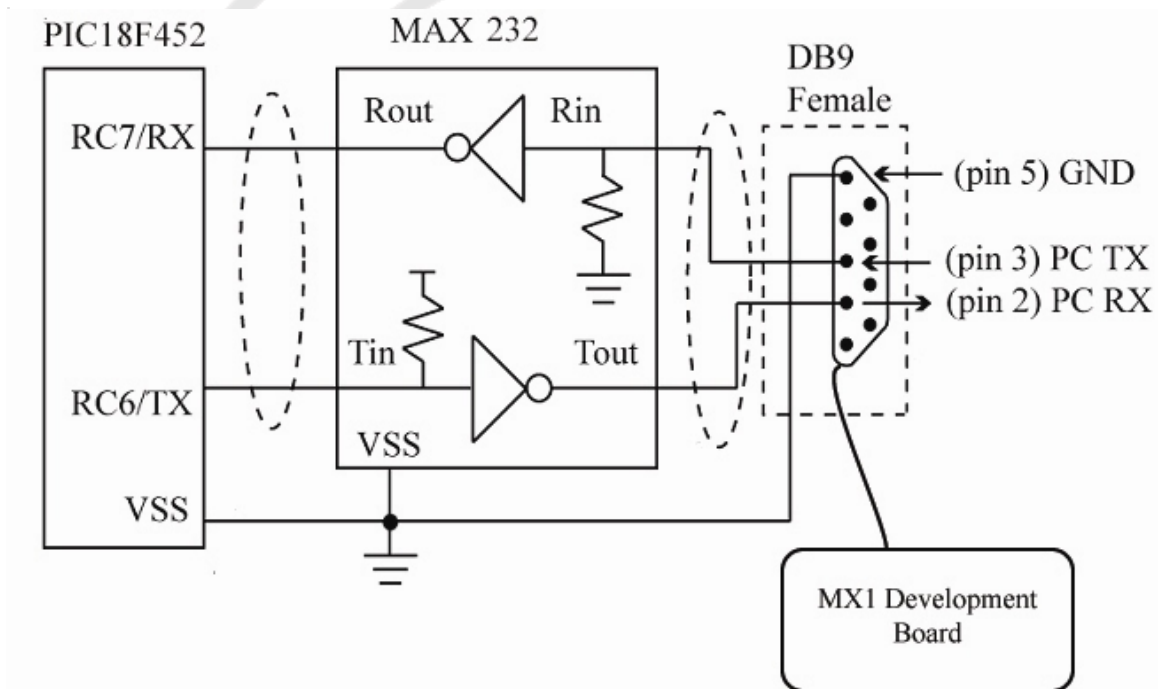 PIC18F452
MAX 232
DB9
Female
RC7/RX
Rout
Rin
(pin 5) GND
(pin 3) PC TX
(pin 2) PC RX
Tin
Tout
RC6/TX
VSS
VSS
MX1 Development
Board